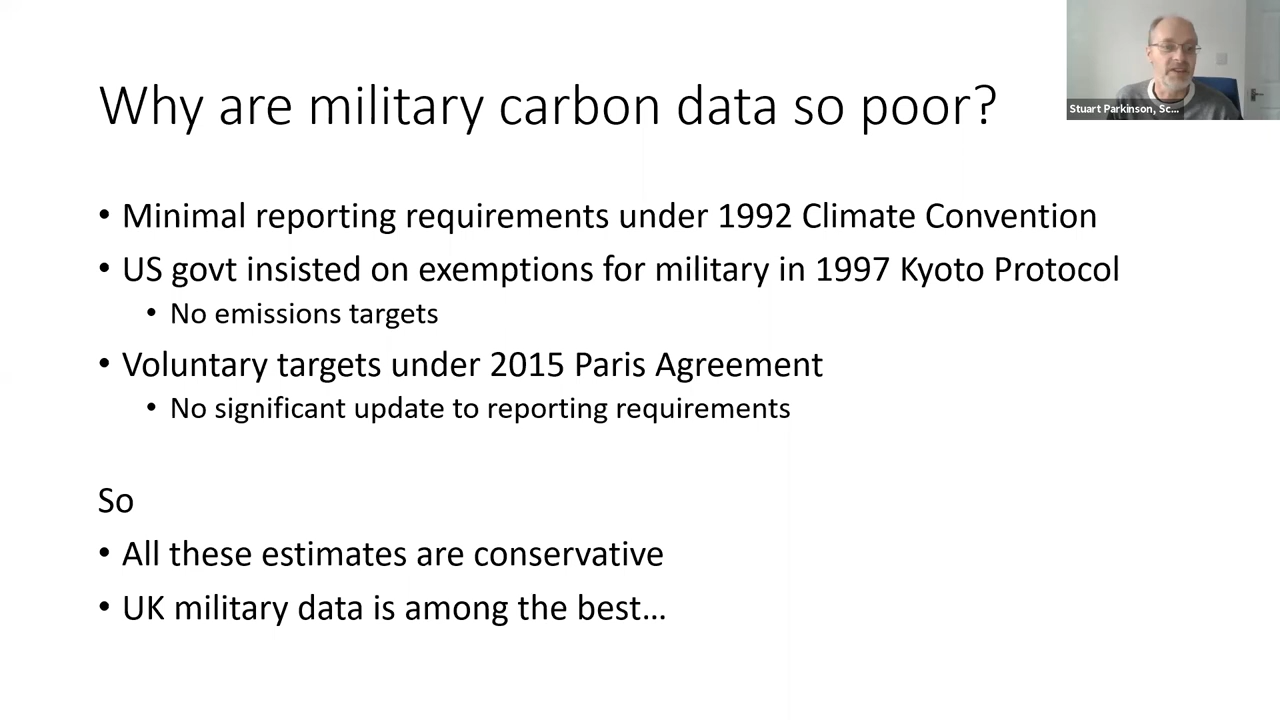 Why are military carbon data so poor?
Stuart Parkinson, Sc...
• Minimal reporting requirements under 1992 Climate Convention
• US govt insisted on exemptions for military in 1997 Kyoto Protocol
• No emissions targets
• Voluntary targets under 2015 Paris Agreement
• No significant update to reporting requirements
So
• All these estimates are conservative
• UK military data is among the best…